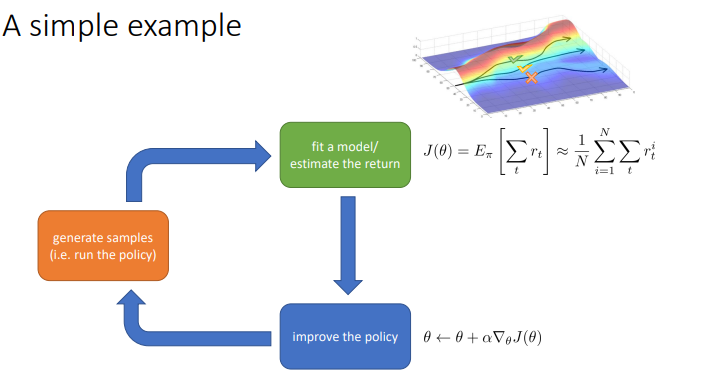 A simple example
fit a model/
estimate the return
J(θ) = E_π [∑_t r_t] ≈ 1/N ∑_{i=1}^N ∑_t r_t^i
generate samples
(i.e. run the policy)
improve the policy
θ ← θ + α∇_θ J(θ)